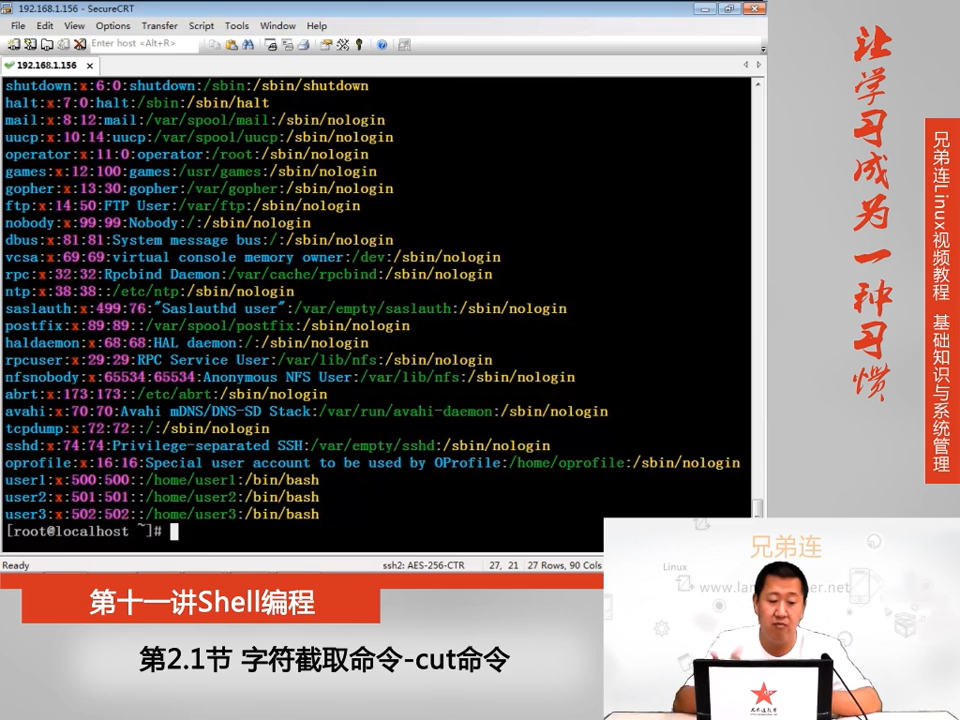 192.168.1.156 - SecureCRT
File Edit View Options Transfer Script Tools Window Help
Enter host <Alt+R>
192.168.1.156
shutdown:x:6:0:shutdown:/sbin:/sbin/shutdown
halt:x:7:0:halt:/sbin:/sbin/halt
mail:x:8:12:mail:/var/spool/mail:/sbin/nologin
uucp:x:10:14:uucp:/var/spool/uucp:/sbin/nologin
operator:x:11:0:operator:/root:/sbin/nologin
games:x:12:100:games:/usr/games:/sbin/nologin
gopher:x:13:30:gopher:/var/gopher:/sbin/nologin
ftp:x:14:50:FTP User:/var/ftp:/sbin/nologin
nobody:x:99:99:Nobody:/:/sbin/nologin
dbus:x:81:81:System message bus:/:/sbin/nologin
vcsa:x:69:69:virtual console memory owner:/dev:/sbin/nologin
rpc:x:32:32:Rpcbind Daemon:/var/cache/rpcbind:/sbin/nologin
ntp:x:38:38::/etc/ntp:/sbin/nologin
saslauth:x:499:76:"Saslauthd user":/var/empty/saslauth:/sbin/nologin
postfix:x:89:89::/var/spool/postfix:/sbin/nologin
haldaemon:x:68:68:HAL daemon:/:/sbin/nologin
rpcuser:x:29:29:RPC Service User:/var/lib/nfs:/sbin/nologin
nfsnobody:x:65534:65534:Anonymous NFS User:/var/lib/nfs:/sbin/nologin
abrt:x:173:173::/etc/abrt:/sbin/nologin
avahi:x:70:70:Avahi mDNS/DNS-SD Stack:/var/run/avahi-daemon:/sbin/nologin
tcpdump:x:72:72::/:/sbin/nologin
sshd:x:74:74:Privilege-separated SSH:/var/empty/sshd:/sbin/nologin
oprofile:x:16:16:Special user account to be used by OProfile:/home/oprofile:/sbin/nologin
user1:x:500:500::/home/user1:/bin/bash
user2:x:501:501::/home/user2:/bin/bash
user3:x:502:502::/home/user3:/bin/bash
[root@localhost ~]#
Ready ssh2: AES-256-CTR 27, 21 27 Rows, 90 Cols
让学习成为一种习惯
兄弟连Linux视频教程 基础知识与系统管理
第十一讲Shell编程
第2.1节 字符截取命令-cut命令
兄弟连
Linux